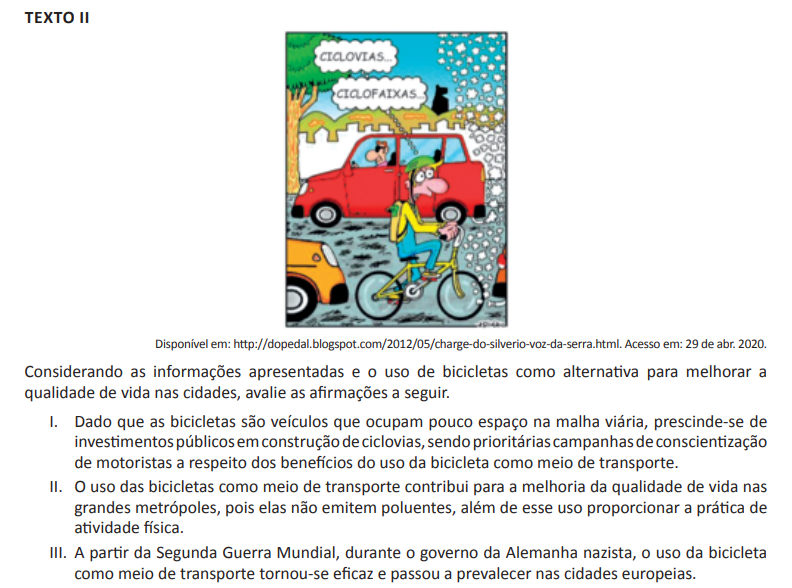 TEXTO II
CICLOVIAS...
CICLOFAIXAS...
Disponível em: http://dopedal.blogspot.com/2012/05/charge-do-silverio-voz-da-serra.html. Acesso em: 29 de abr. 2020.
Considerando as informações apresentadas e o uso de bicicletas como alternativa para melhorar a
qualidade de vida nas cidades, avalie as afirmações a seguir.
I. Dado que as bicicletas são veículos que ocupam pouco espaço na malha viária, prescinde-se de
investimentos públicos em construção de ciclovias, sendo prioritárias campanhas de conscientização
de motoristas a respeito dos benefícios do uso da bicicleta como meio de transporte.
II. O uso das bicicletas como meio de transporte contribui para a melhoria da qualidade de vida nas
grandes metrópoles, pois elas não emitem poluentes, além de esse uso proporcionar a prática de
atividade física.
III. A partir da Segunda Guerra Mundial, durante o governo da Alemanha nazista, o uso da bicicleta
como meio de transporte tornou-se eficaz e passou a prevalecer nas cidades europeias.